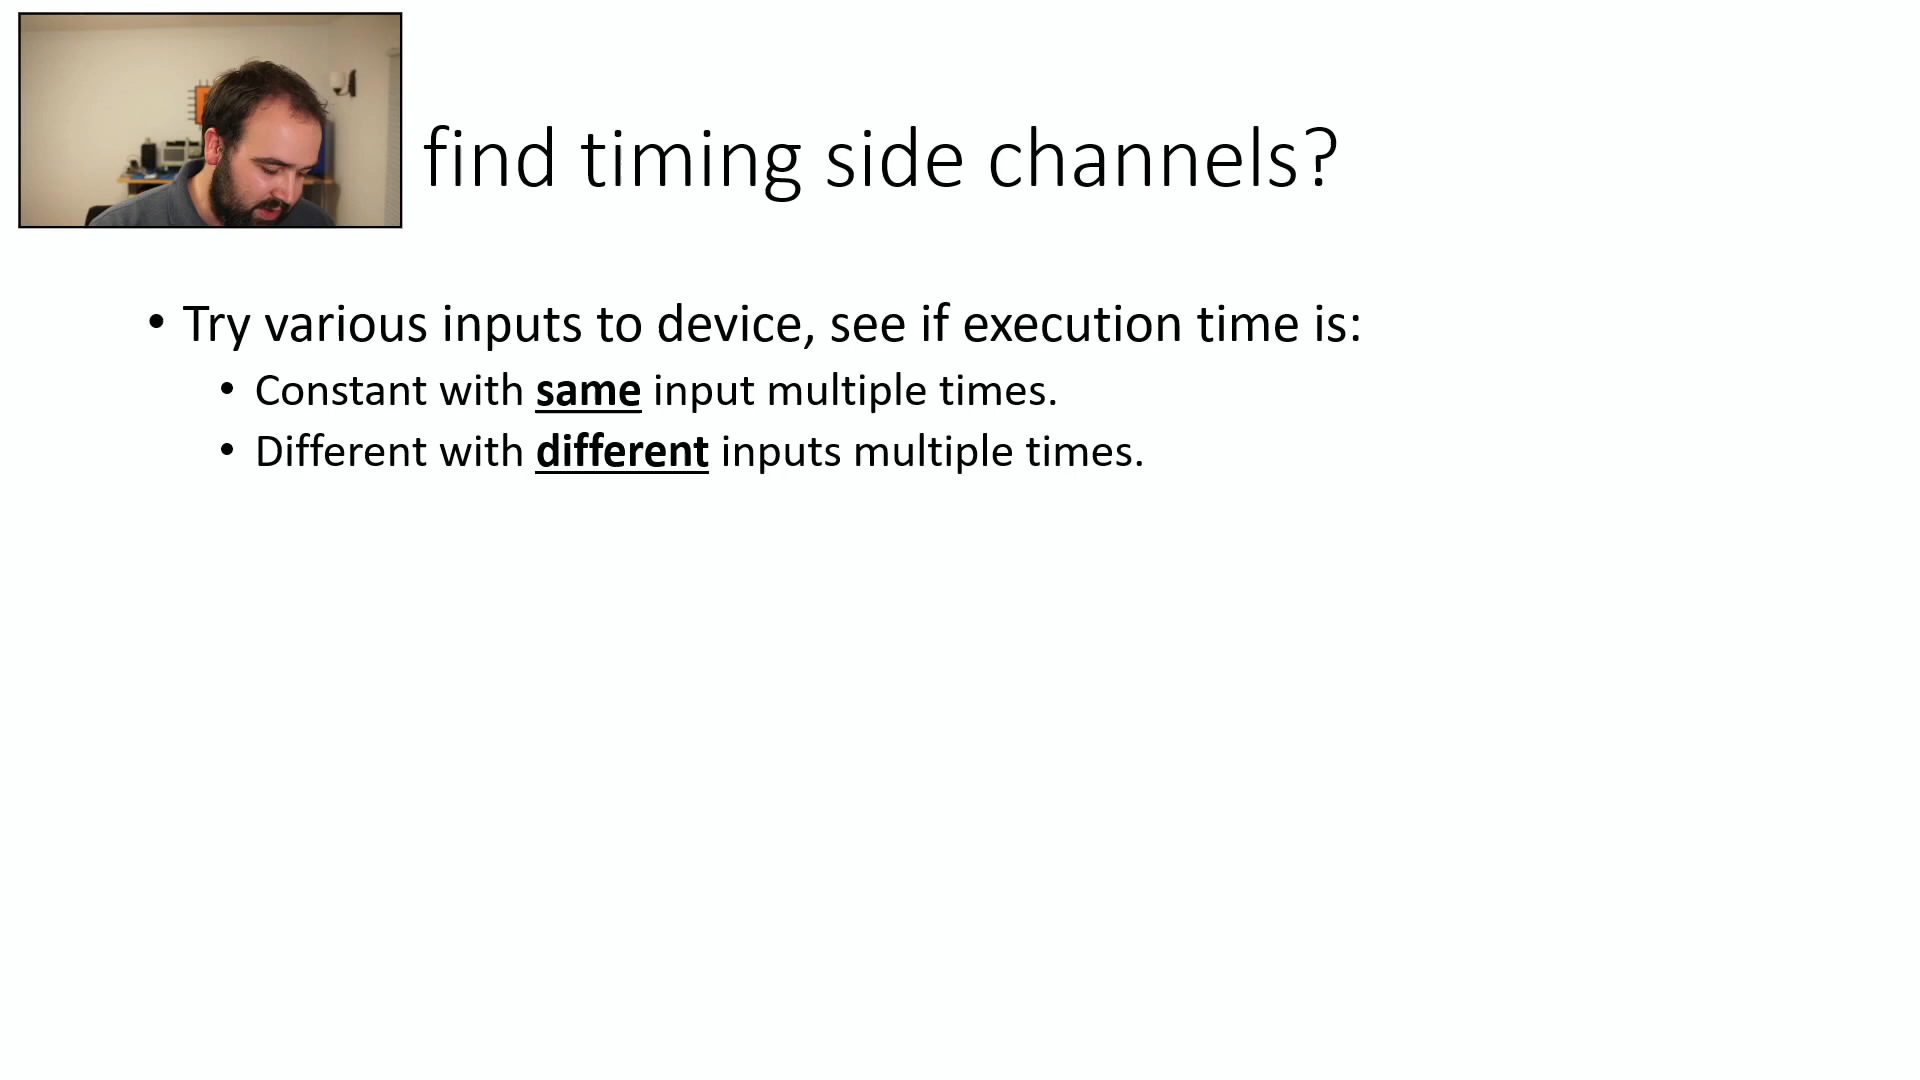 find timing side channels?
• Try various inputs to device, see if execution time is:
• Constant with same input multiple times.
• Different with different inputs multiple times.